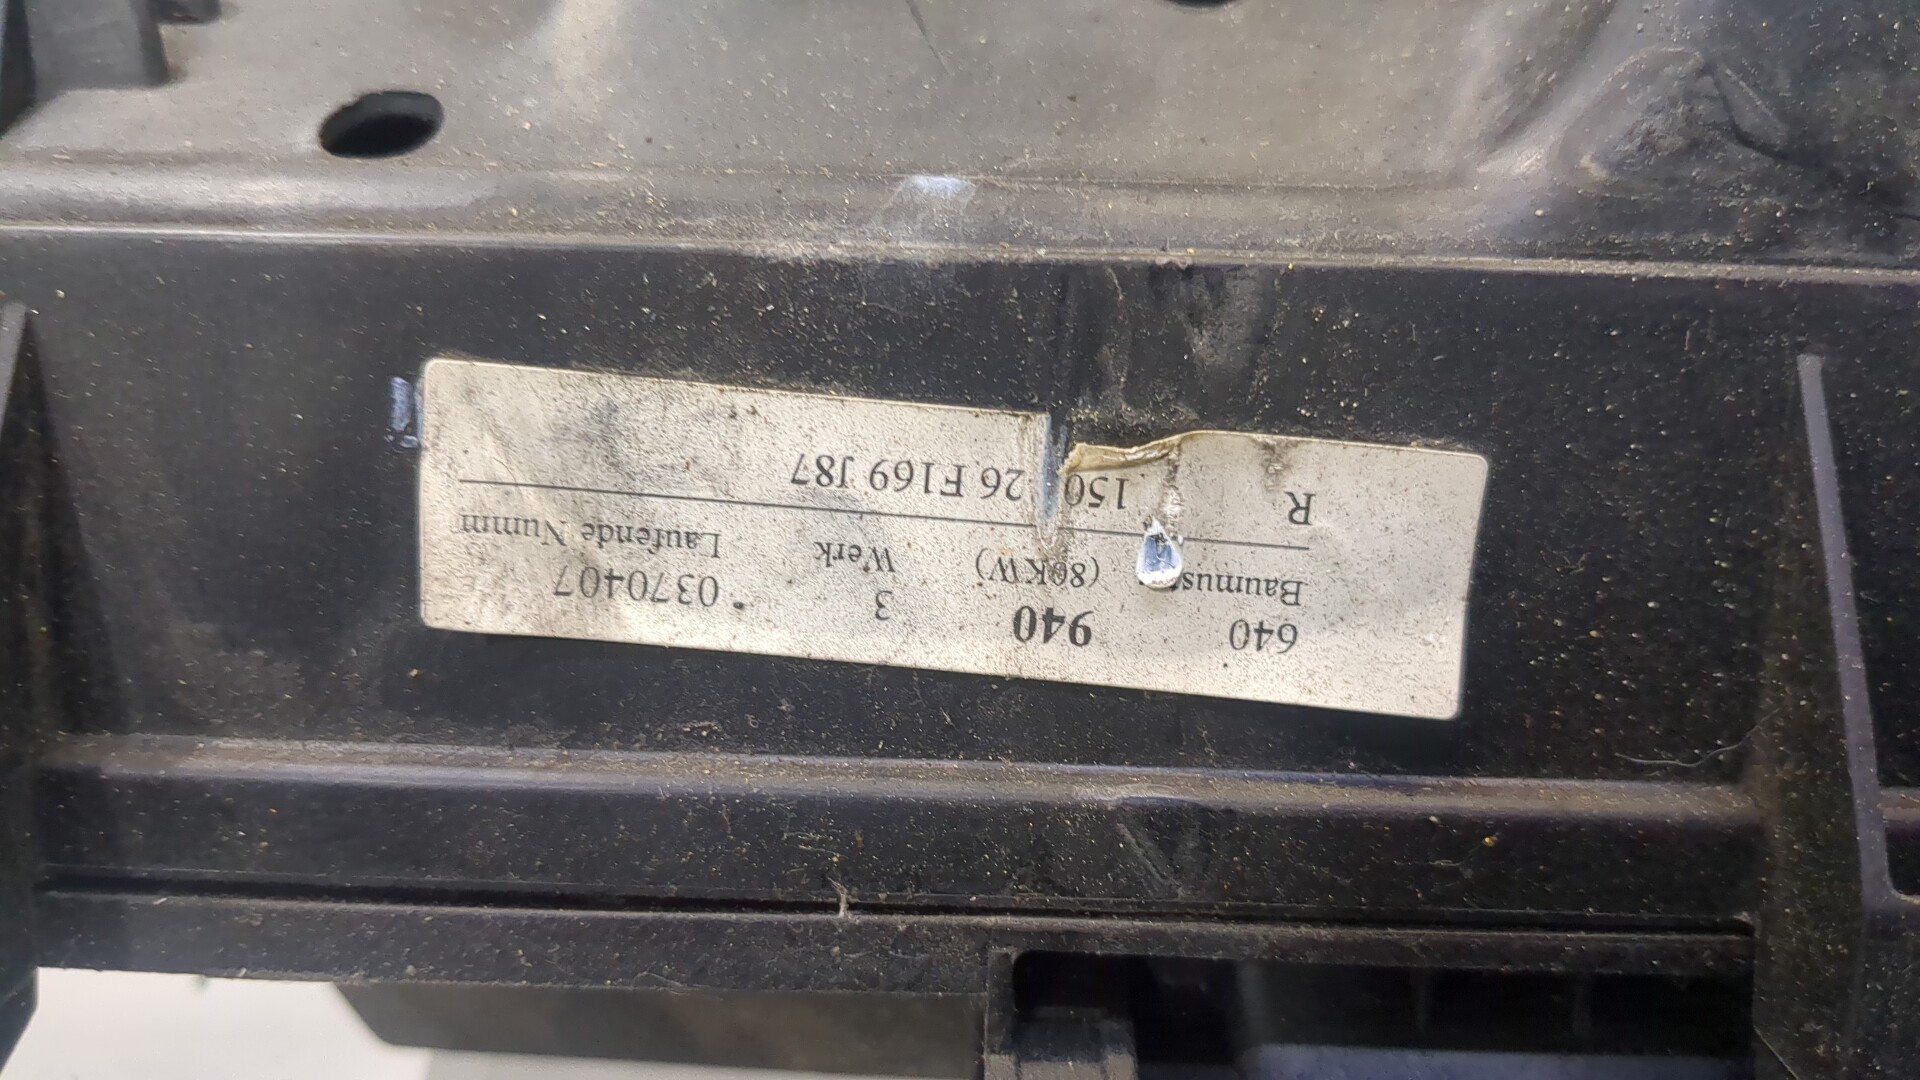 640 940 3 0370407
Baumus (80KW) Werk Laufende Numm
R. 150 26 F169 J87